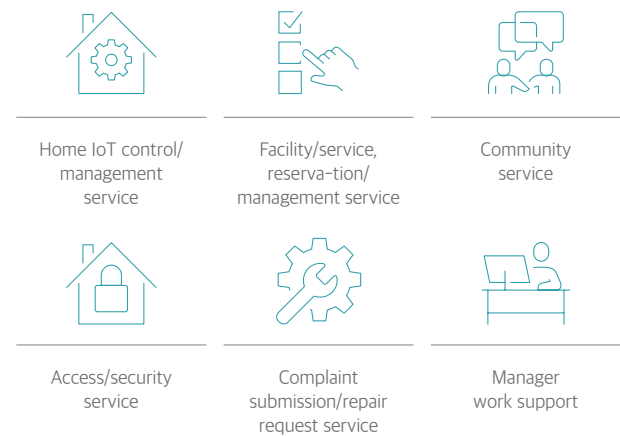 Home IoT control/
management
service
Facility/service,
reserva-tion/
management service
Community
service
Access/security
service
Complaint
submission/repair
request service
Manager
work support